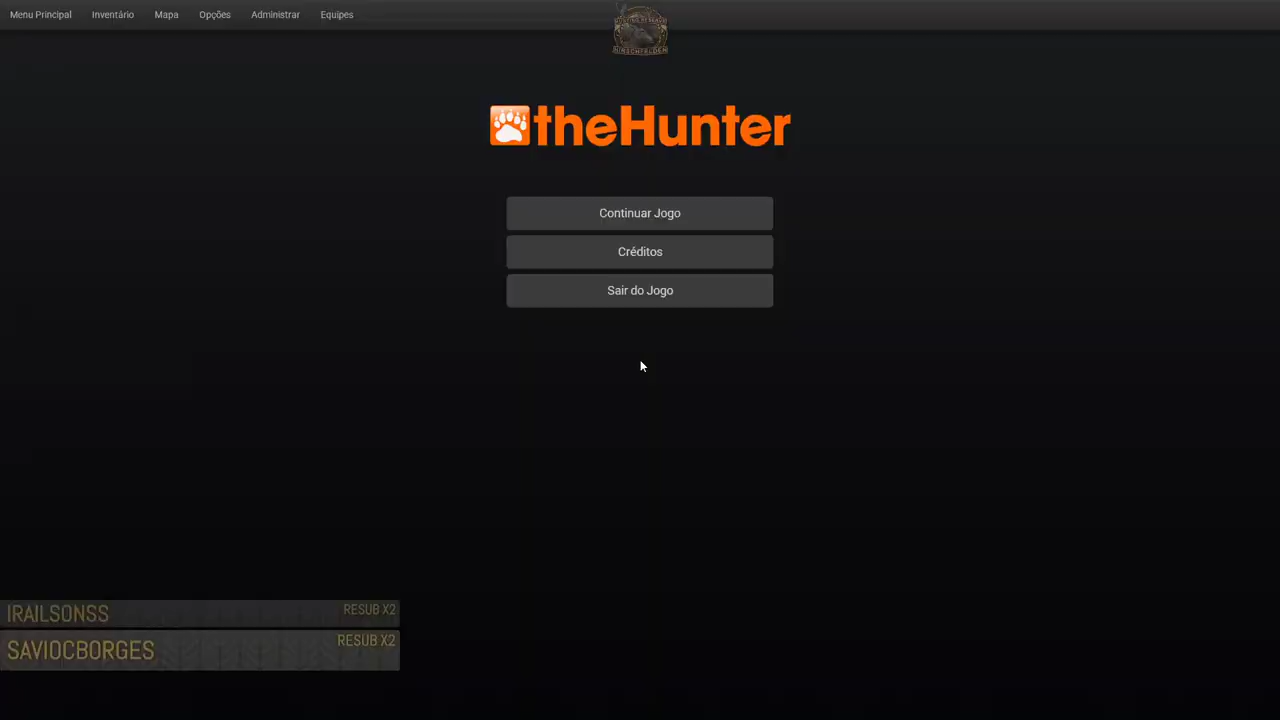 Menu Principal Inventário Mapa Opções Administrar Equipes
HIRSCHFELDEN
theHunter
Continuar Jogo
Créditos
Sair do Jogo
IRAILSONSS RESUB X2
SAVIOCBORGES RESUB X2